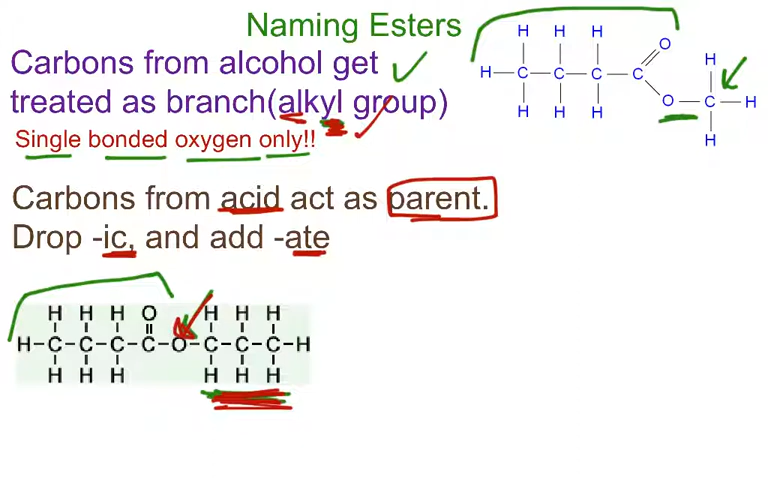 Naming Esters
Carbons from alcohol get
treated as branch(alkyl group)
Single bonded oxygen only!!
Carbons from acid act as parent.
Drop -ic, and add -ate
H H H O
H-C-C-C-C
H H H
O-C-H
H
H
H H H O H H H
H-C-C-C-C-O-C-C-C-H
H H H H H H